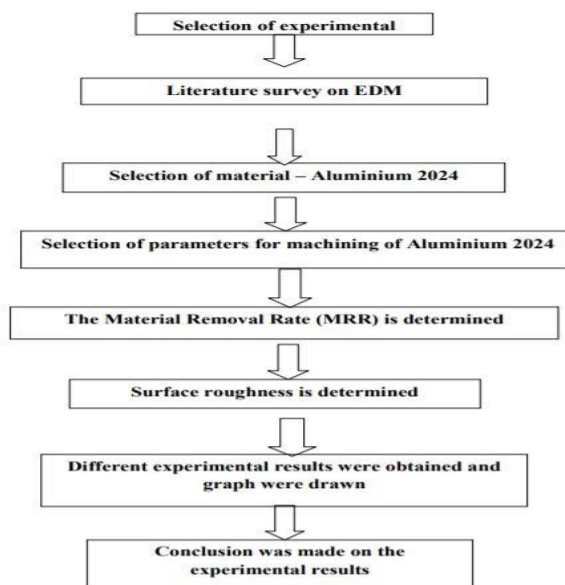 Selection of experimental
Literature survey on EDM
Selection of material – Aluminium 2024
Selection of parameters for machining of Aluminium 2024
The Material Removal Rate (MRR) is determined
Surface roughness is determined
Different experimental results were obtained and
graph were drawn
Conclusion was made on the
experimental results